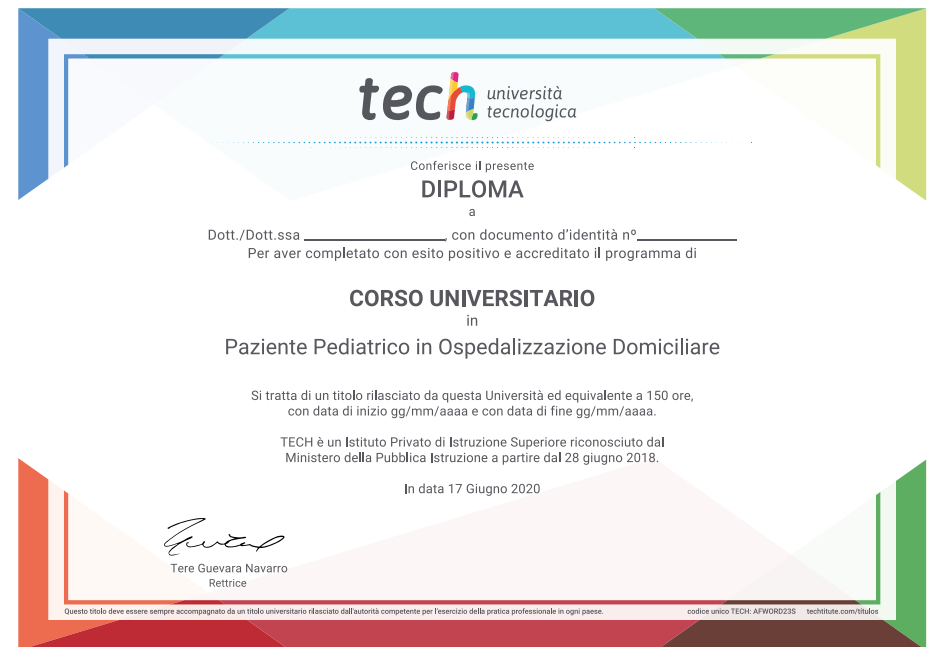 tech università
tecnologica
Conferisce il presente
DIPLOMA
a
Dott./Dott.ssa ____________________, con documento d'identità nº______________
Per aver completato con esito positivo e accreditato il programma di
CORSO UNIVERSITARIO
in
Paziente Pediatrico in Ospedalizzazione Domiciliare
Si tratta di un titolo rilasciato da questa Università ed equivalente a 150 ore,
con data di inizio gg/mm/aaaa e con data di fine gg/mm/aaaa.
TECH è un Istituto Privato di Istruzione Superiore riconosciuto dal
Ministero della Pubblica Istruzione a partire dal 28 giugno 2018.
In data 17 Giugno 2020
Tere Guevara Navarro
Rettrice
Questo titolo deve essere sempre accompagnato da un titolo universitario rilasciato dall'autorità competente per l'esercizio della pratica professionale in ogni paese. codice unico TECH: AFWORD23S techtitute.com/titulos